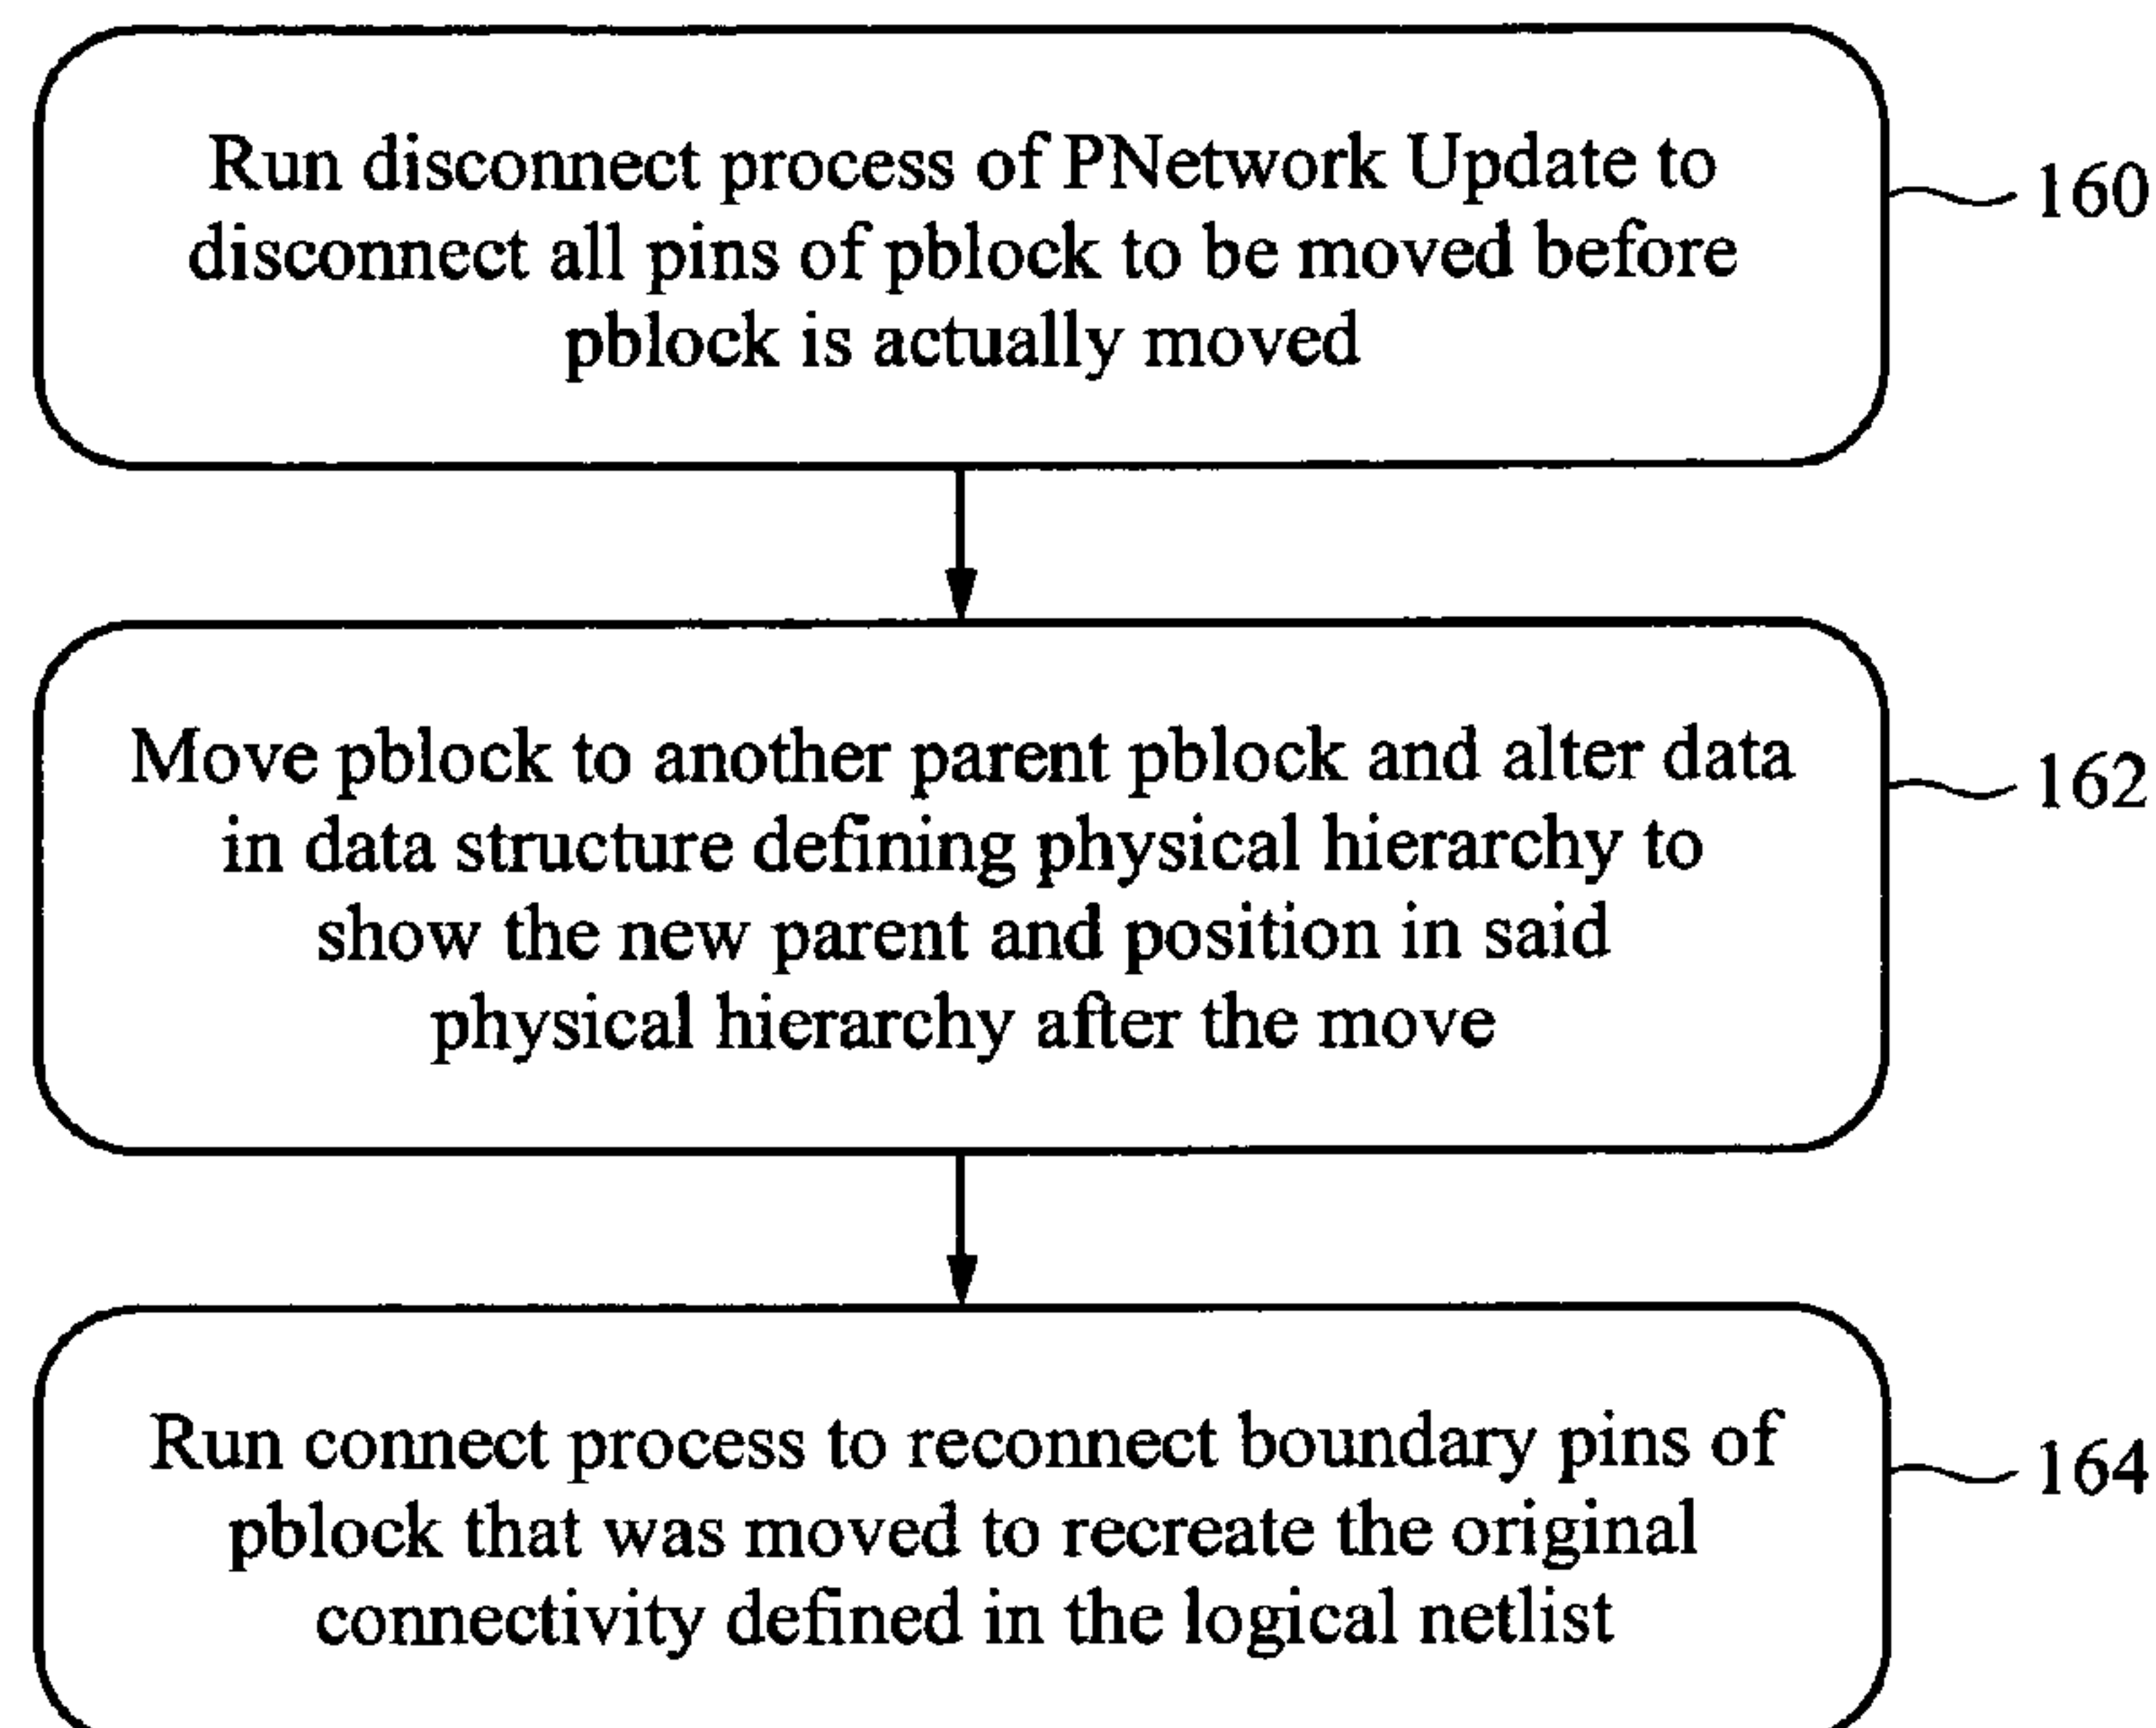 Run disconnect process of PNetwork Update to
disconnect all pins of pblock to be moved before
pblock is actually moved
160
Move pblock to another parent pblock and alter data
in data structure defining physical hierarchy to
show the new parent and position in said
physical hierarchy after the move
162
Run connect process to reconnect boundary pins of
pblock that was moved to recreate the original
connectivity defined in the logical netlist
164